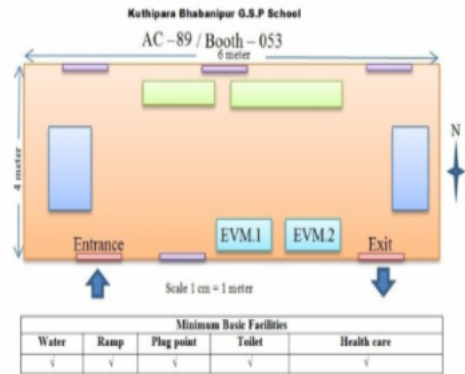 Kuthipara Bhabanipur G.S.P School
AC – 89 / Booth – 053
6 meter
4 meter
N
EVM.1 EVM.2
Entrance Exit
Scale 1 cm = 1 meter
Minimum Basic Facilities
Water Ramp Plug point Toilet Health care
√ √ √ √ √